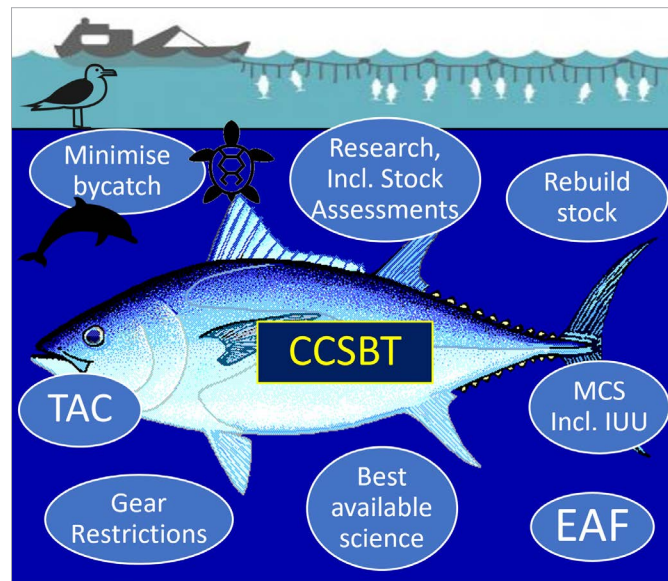 Minimise
bycatch
Research,
Incl. Stock
Assessments
Rebuild
stock
CCSBT
TAC
MCS
Incl. IUU
Gear
Restrictions
Best
available
science
EAF